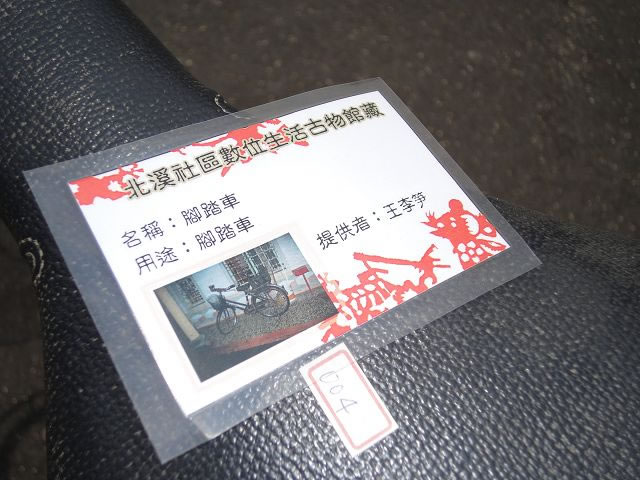 北溪社區數位生活古物館藏
名稱：腳踏車
用途：腳踏車
提供者：王李笋
004